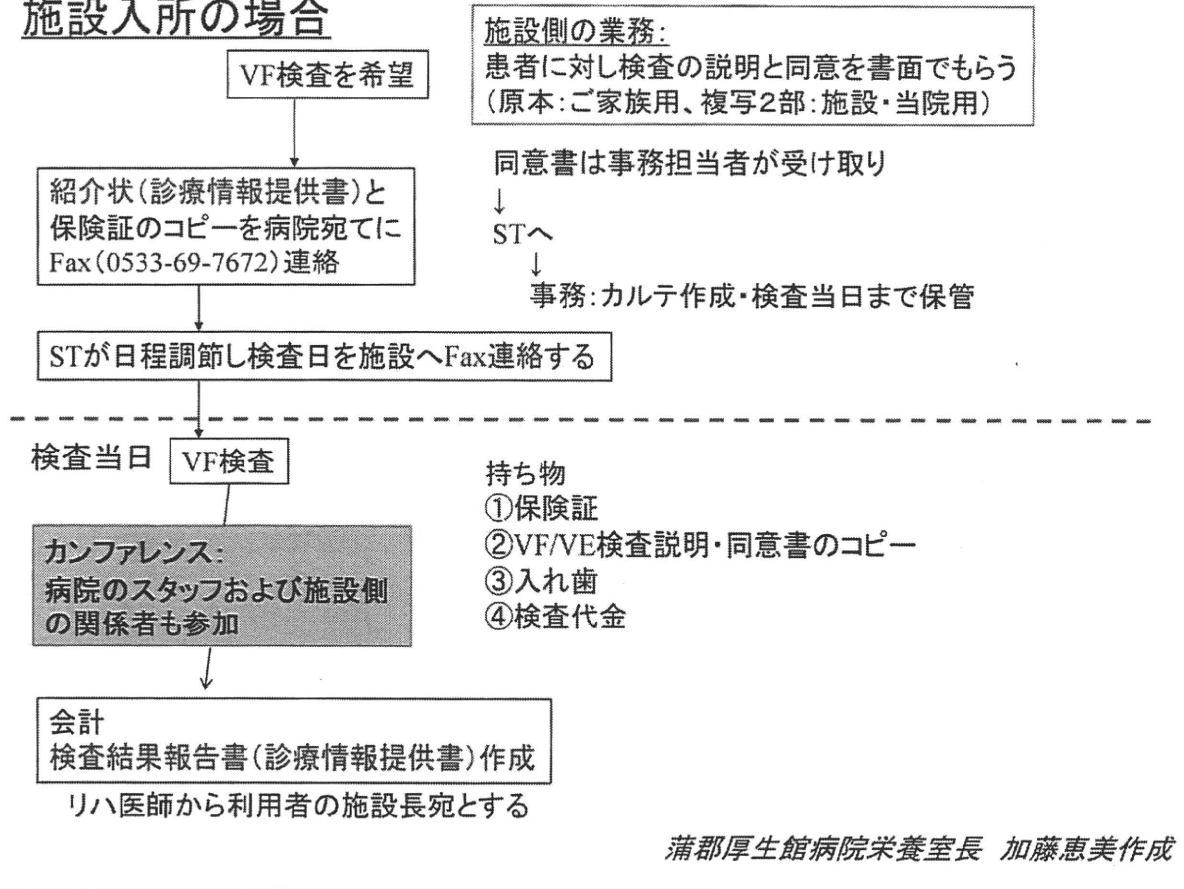 施設入所の場合
VF検査を希望
施設側の業務：
患者に対し検査の説明と同意を書面でもらう
（原本：ご家族用、複写２部：施設・当院用）
紹介状（診療情報提供書）と
保険証のコピーを病院宛てに
Fax（0533-69-7672）連絡
同意書は事務担当者が受け取り
↓
STへ
↓
事務：カルテ作成・検査当日まで保管
STが日程調節し検査日を施設へFax連絡する
検査当日
VF検査
カンファレンス：
病院のスタッフおよび施設側
の関係者も参加
持ち物
①保険証
②VF/VE検査説明・同意書のコピー
③入れ歯
④検査代金
会計
検査結果報告書（診療情報提供書）作成
リハ医師から利用者の施設長宛とする
蒲郡厚生館病院栄養室長 加藤恵美作成